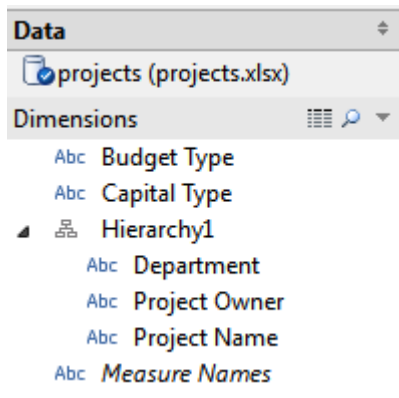 Data
projects (projects.xlsx)
Dimensions
Abc Budget Type
Abc Capital Type
Hierarchy1
Abc Department
Abc Project Owner
Abc Project Name
Abc Measure Names